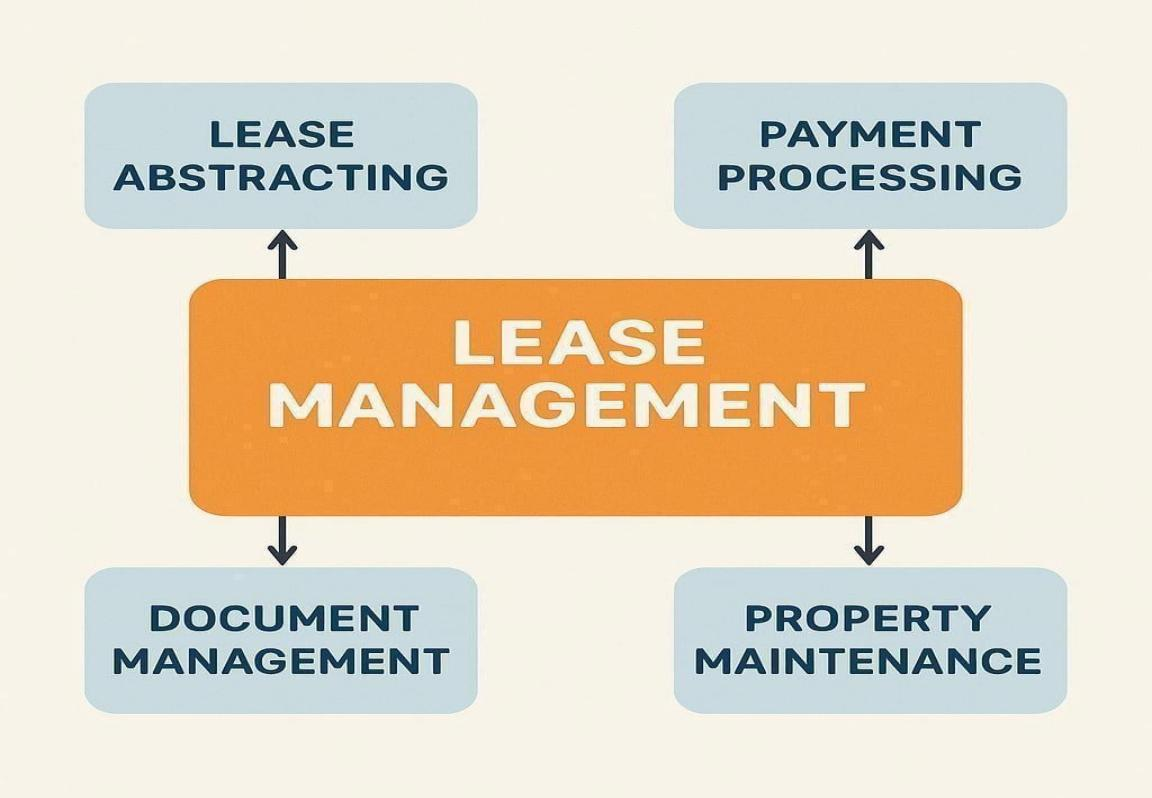 LEASE
ABSTRACTING
PAYMENT
PROCESSING
LEASE
MANAGEMENT
DOCUMENT
MANAGEMENT
PROPERTY
MAINTENANCE